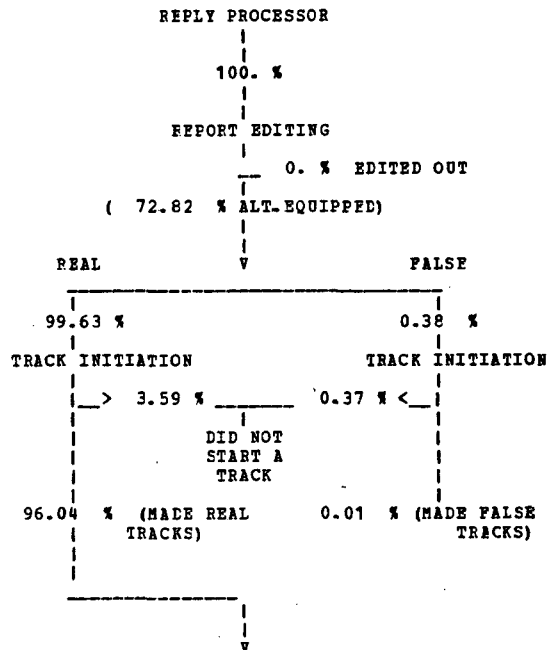 REPLY PROCESSOR
100. %
REPORT EDITING
0. % EDITED OUT
( 72.82 % ALT-EQUIPPED)
REAL V FALSE
99.63 % 0.38 %
TRACK INITIATION TRACK INITIATION
> 3.59 % 0.37 % <
DID NOT
START A
TRACK
96.04 % (MADE REAL 0.01 % (MADE FALSE
TRACKS) TRACKS)
V